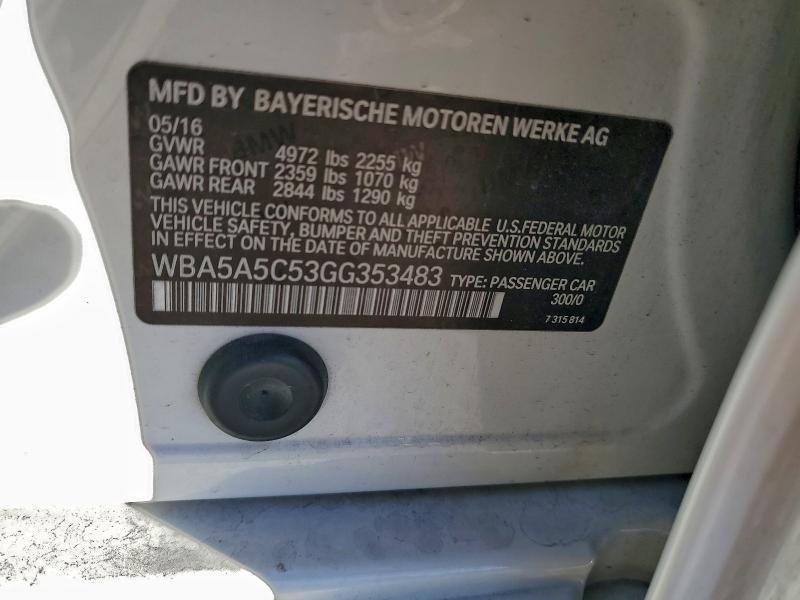 MFD BY BAYERISCHE MOTOREN WERKE AG
05/16
GVWR 4972 lbs 2255 kg
GAWR FRONT 2359 lbs 1070 kg
GAWR REAR 2844 lbs 1290 kg
THIS VEHICLE CONFORMS TO ALL APPLICABLE U.S.FEDERAL MOTOR
VEHICLE SAFETY, BUMPER AND THEFT PREVENTION STANDARDS
IN EFFECT ON THE DATE OF MANUFACTURE SHOWN ABOVE.
WBA5A5C53GG353483 TYPE: PASSENGER CAR
300/0
7 315 814